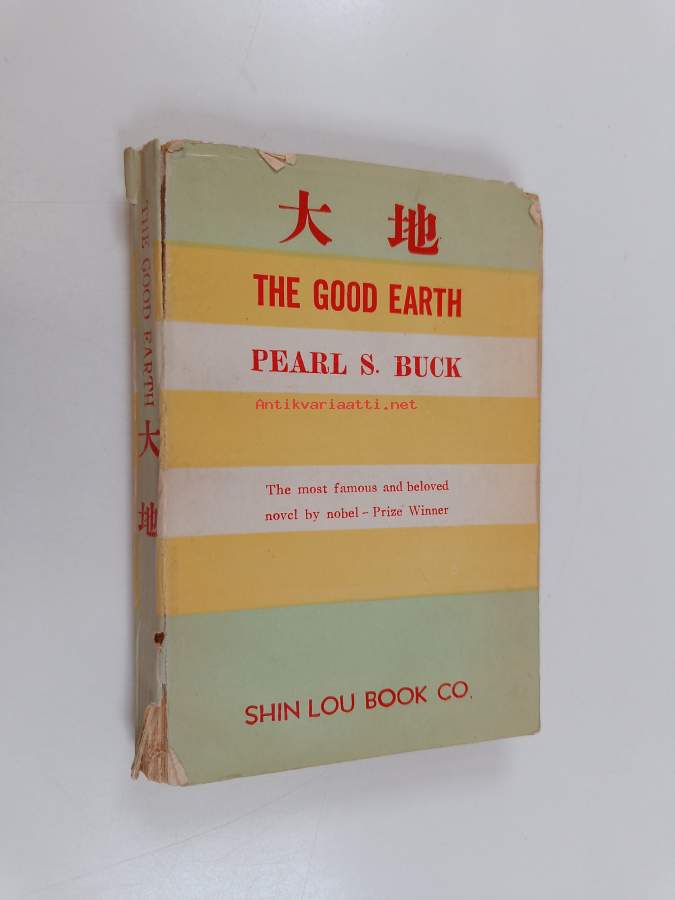 大 地
THE GOOD EARTH
PEARL S. BUCK
Antikvariaatti.net
The most famous and beloved
novel by nobel - Prize Winner
SHIN LOU BOOK CO.
THE GOOD EARTH 大 地